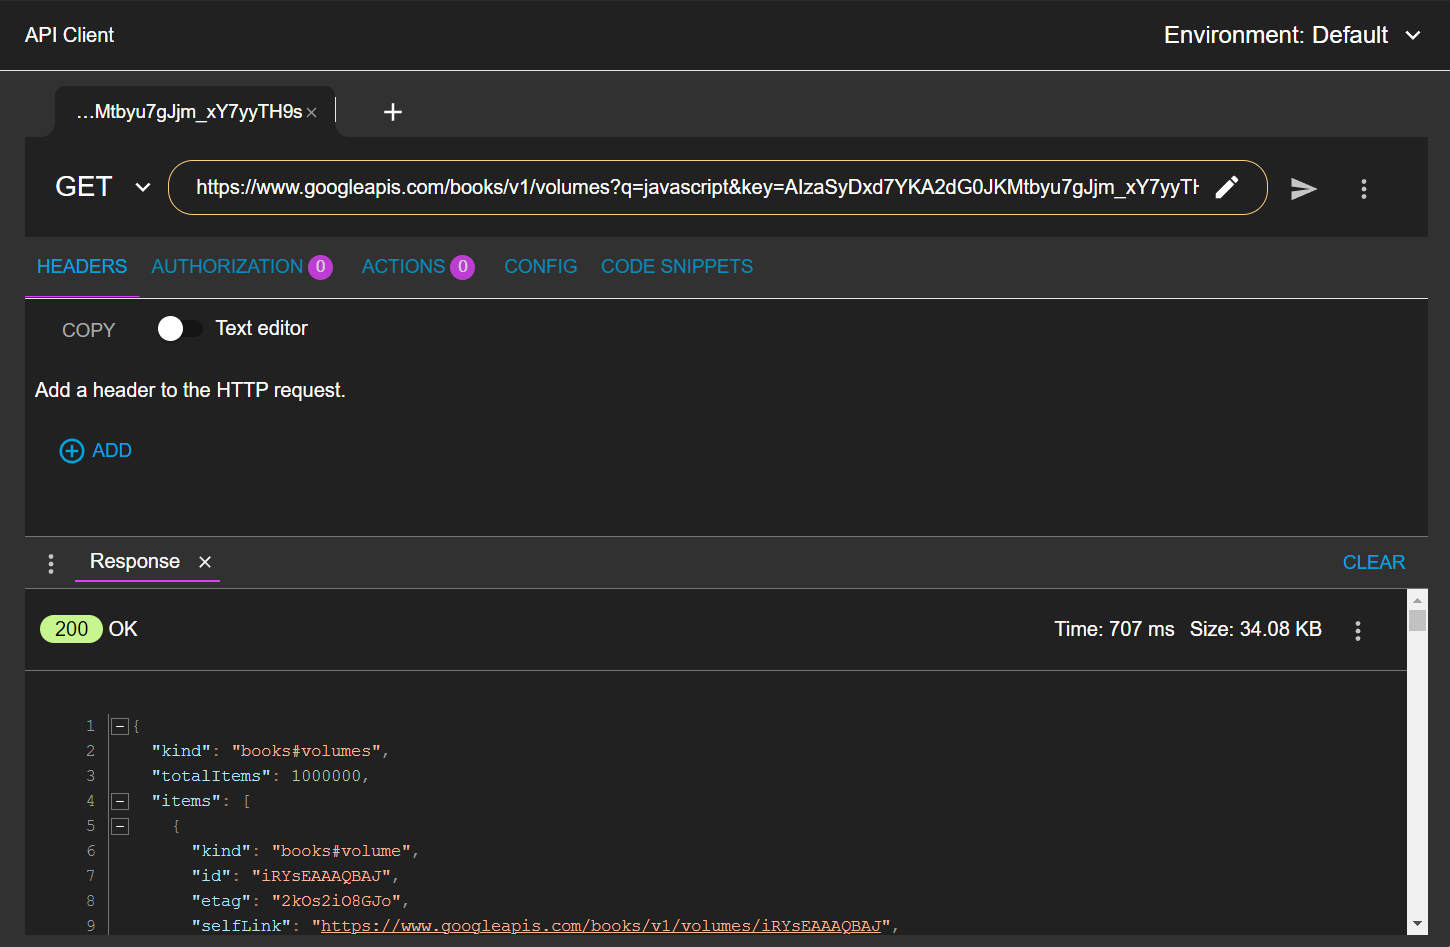 API Client
Environment: Default
...Mtbyu7gJjm_xY7yyTH9s
GET
https://www.googleapis.com/books/v1/volumes?q=javascript&key=AIzaSyDxd7YKA2dG0JKMtbyu7gJjm_xY7yyTH
HEADERS AUTHORIZATION 0 ACTIONS 0 CONFIG CODE SNIPPETS
COPY Text editor
Add a header to the HTTP request.
ADD
Response CLEAR
200 OK Time: 707 ms Size: 34.08 KB
1 {
2 "kind": "books#volumes",
3 "totalItems": 1000000,
4 "items": [
5 {
6 "kind": "books#volume",
7 "id": "iRYsEAAAQBAJ",
8 "etag": "2kOs2iO8GJo",
9 "selfLink": "https://www.googleapis.com/books/v1/volumes/iRYsEAAAQBAJ",